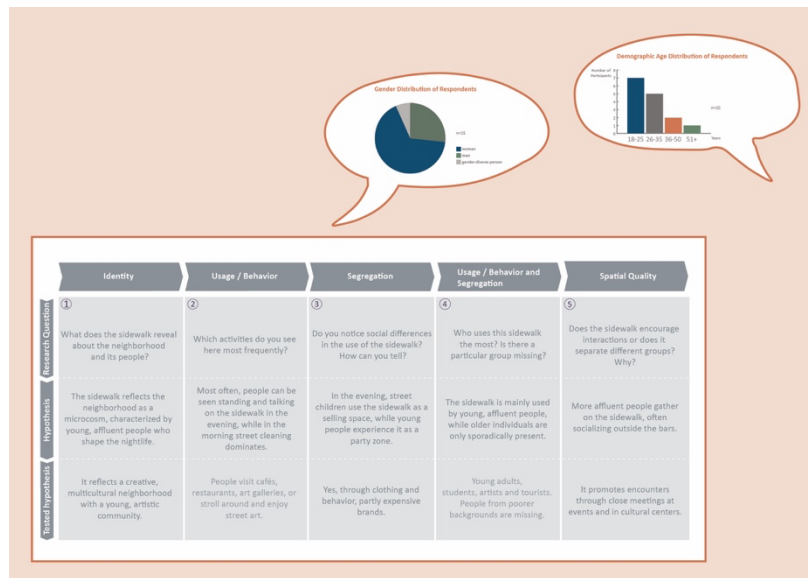 Gender Distribution of Respondents
n=15
women
men
gender-diverse person
Demographic Age Distribution of Respondents
Number of
Participants
8
7
6
5
4
3
2
1
0
18-25 26-35 36-50 51+
Years
Identity
Usage / Behavior
Segregation
Usage / Behavior and
Segregation
Spatial Quality
Research Question
1
What does the sidewalk reveal
about the neighborhood
and its people?
2
Which activities do you see
here most frequently?
3
Do you notice social differences
in the use of the sidewalk?
How can you tell?
4
Who uses this sidewalk
the most? Is there a
particular group missing?
5
Does the sidewalk encourage
interactions or does it
separate different groups?
Why?
Hypothesis
The sidewalk reflects the
neighborhood as a
microcosm, characterized by
young, affluent people who
shape the nightlife.
Most often, people can be
seen standing and talking
on the sidewalk in the
evening, while in the
morning street cleaning
dominates.
In the evening, street
children use the sidewalk as a
selling space, while young
people experience it as a
party zone.
The sidewalk is mainly used
by young, affluent people,
while older individuals are
only sporadically present.
More affluent people gather
on the sidewalk, often
socializing outside the bars.
Tested hypothesis
It reflects a creative,
multicultural neighborhood
with a young, artistic
community.
People visit cafés,
restaurants, art galleries, or
stroll around and enjoy
street art.
Yes, through clothing and
behavior, partly expensive
brands.
Young adults,
students, artists and tourists.
People from poorer
backgrounds are missing.
It promotes encounters
through close meetings at
events and in cultural centers.